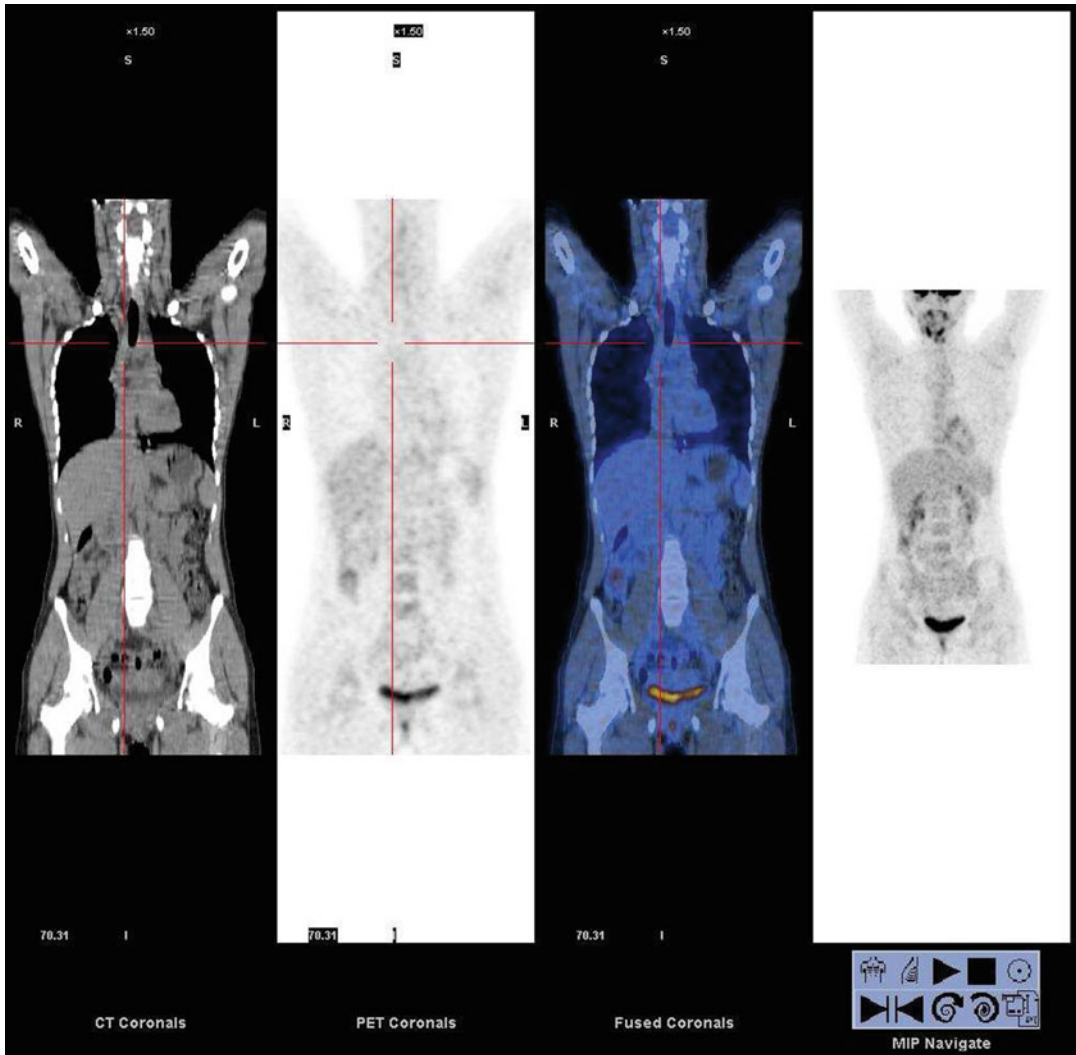 ×1.50 ×1.50 ×1.50
S S S
R L R L R L
70.31 I 70.31 I 70.31 I
CT Coronals PET Coronals Fused Coronals MIP Navigate